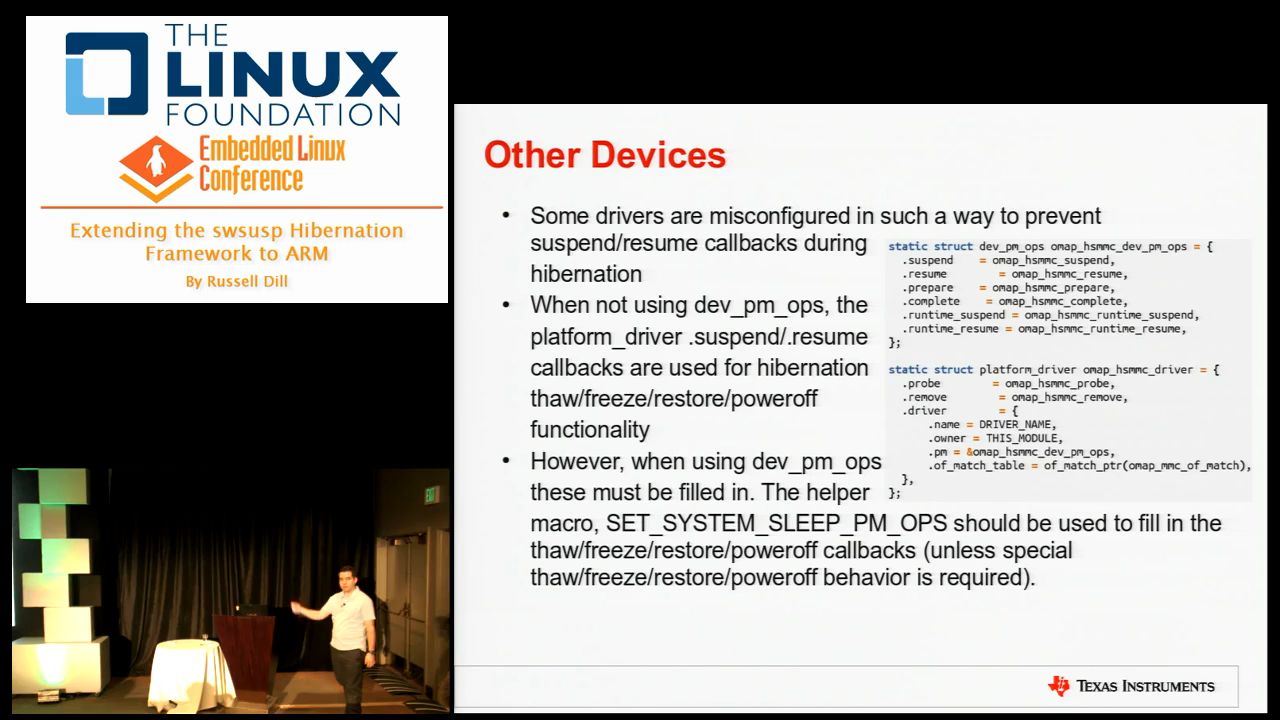 THE
LINUX
FOUNDATION
Embedded Linux
Conference
Extending the swsusp Hibernation
Framework to ARM
By Russell Dill
Other Devices
• Some drivers are misconfigured in such a way to prevent
suspend/resume callbacks during
hibernation
• When not using dev_pm_ops, the
platform_driver .suspend/.resume
callbacks are used for hibernation
thaw/freeze/restore/poweroff
functionality
• However, when using dev_pm_ops
these must be filled in. The helper
macro, SET_SYSTEM_SLEEP_PM_OPS should be used to fill in the
thaw/freeze/restore/poweroff callbacks (unless special
thaw/freeze/restore/poweroff behavior is required).
static struct dev_pm_ops omap_hsmmc_dev_pm_ops = {
.suspend = omap_hsmmc_suspend,
.resume = omap_hsmmc_resume,
.prepare = omap_hsmmc_prepare,
.complete = omap_hsmmc_complete,
.runtime_suspend = omap_hsmmc_runtime_suspend,
.runtime_resume = omap_hsmmc_runtime_resume,
};
static struct platform_driver omap_hsmmc_driver = {
.probe = omap_hsmmc_probe,
.remove = omap_hsmmc_remove,
.driver = {
.name = DRIVER_NAME,
.owner = THIS_MODULE,
.pm = &omap_hsmmc_dev_pm_ops,
.of_match_table = of_match_ptr(omap_mmc_of_match),
},
};
TEXAS INSTRUMENTS